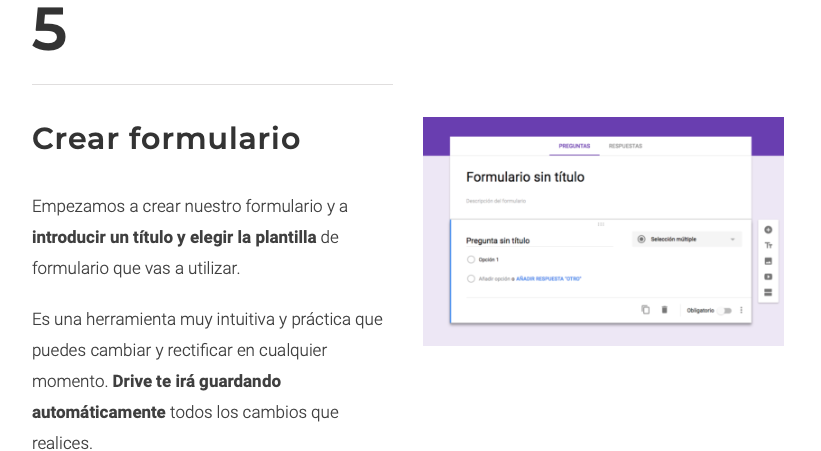 5
Crear formulario
Empezamos a crear nuestro formulario y a
introducir un título y elegir la plantilla de
formulario que vas a utilizar.
Es una herramienta muy intuitiva y práctica que
puedes cambiar y rectificar en cualquier
momento. Drive te irá guardando
automáticamente todos los cambios que
realices.
PREGUNTAS RESPUESTAS
Formulario sin título
Descripción del formulario
Pregunta sin título
Selección múltiple
Opción 1
Añadir opción o AÑADIR RESPUESTA "OTRO"
Obligatorio
Tт